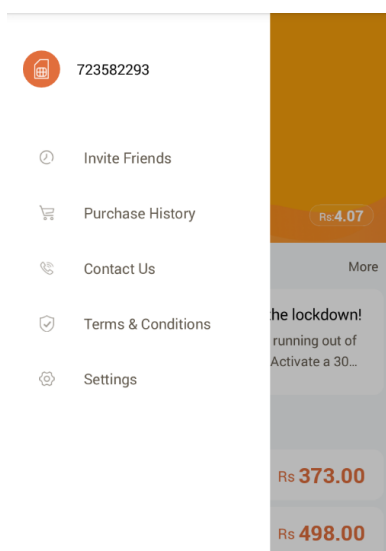 723582293
Invite Friends
Purchase History
Rs:4.07
Contact Us
More
Terms & Conditions
the lockdown!
running out of
Activate a 30...
Settings
Rs 373.00
Rs 498.00